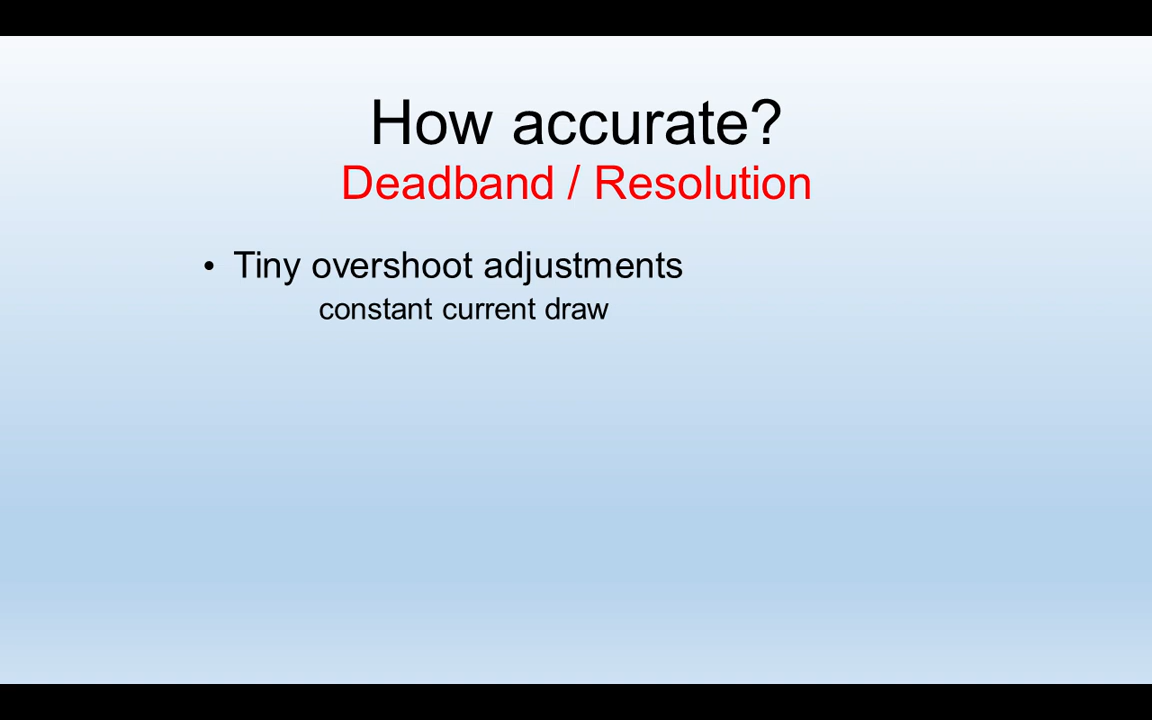 How accurate?
Deadband / Resolution
• Tiny overshoot adjustments
constant current draw